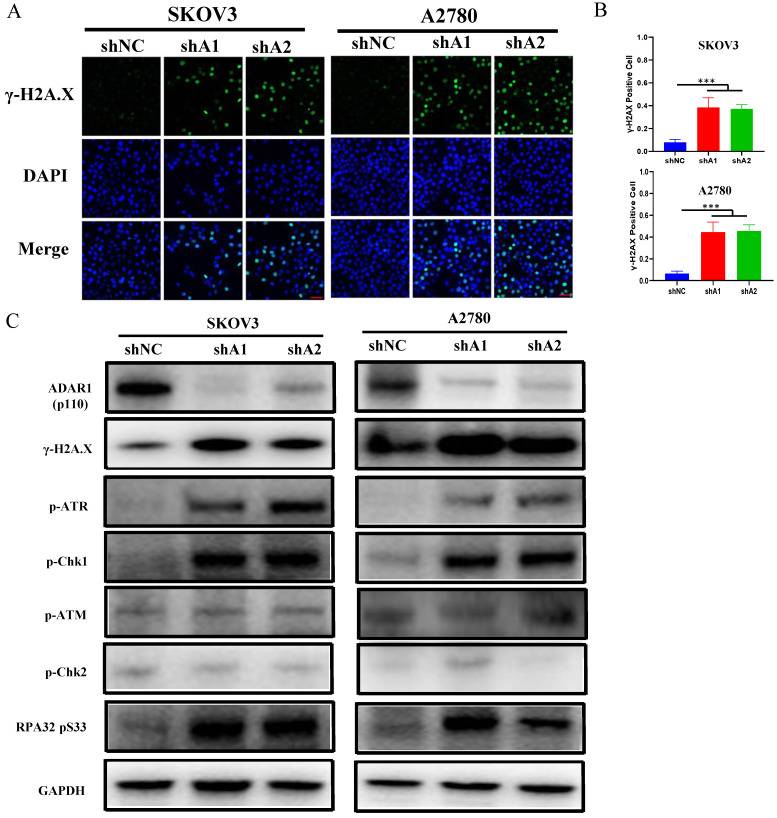 A
SKOV3
A2780
shNC shA1 shA2
shNC shA1 shA2
γ-H2A.X
DAPI
Merge
B
SKOV3
γ-H2AX Positive Cell
1.0
0.8
0.6
0.4
0.2
0.0
***
shNC shA1 shA2
A2780
γ-H2AX Positive Cell
1.0
0.8
0.6
0.4
0.2
0.0
***
shNC shA1 shA2
C
SKOV3
A2780
shNC shA1 shA2
shNC shA1 shA2
ADAR1
(p110)
γ-H2A.X
p-ATR
p-Chk1
p-ATM
p-Chk2
RPA32 pS33
GAPDH